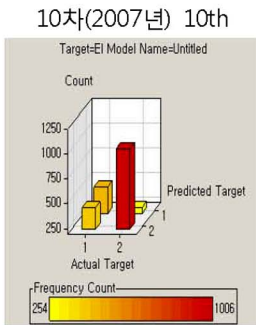 10차(2007년) 10th
Target=EI Model Name=Untitled
Count
1250
1000
750
500
250
Predicted Target
1
2
1 2
Actual Target
Frequency Count
254 1006